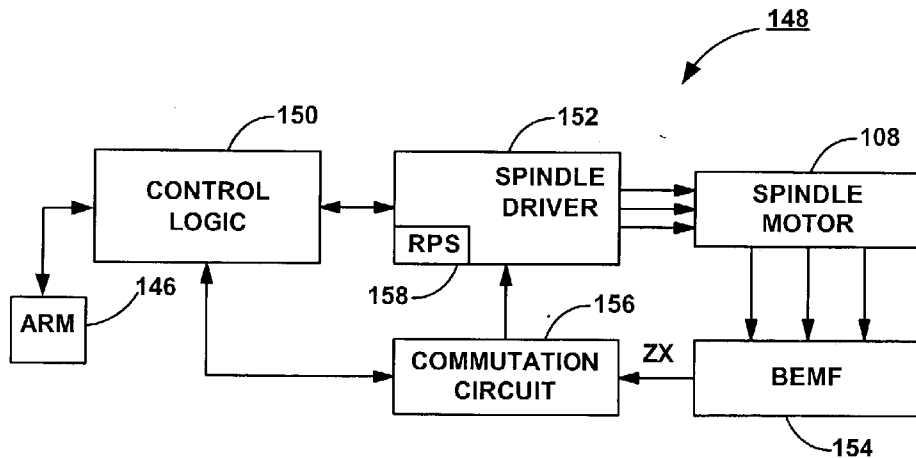 148
150
152
108
CONTROL
LOGIC
SPINDLE
DRIVER
SPINDLE
MOTOR
RPS
146
158
156
ARM
COMMUTATION
CIRCUIT
ZX
BEMF
154